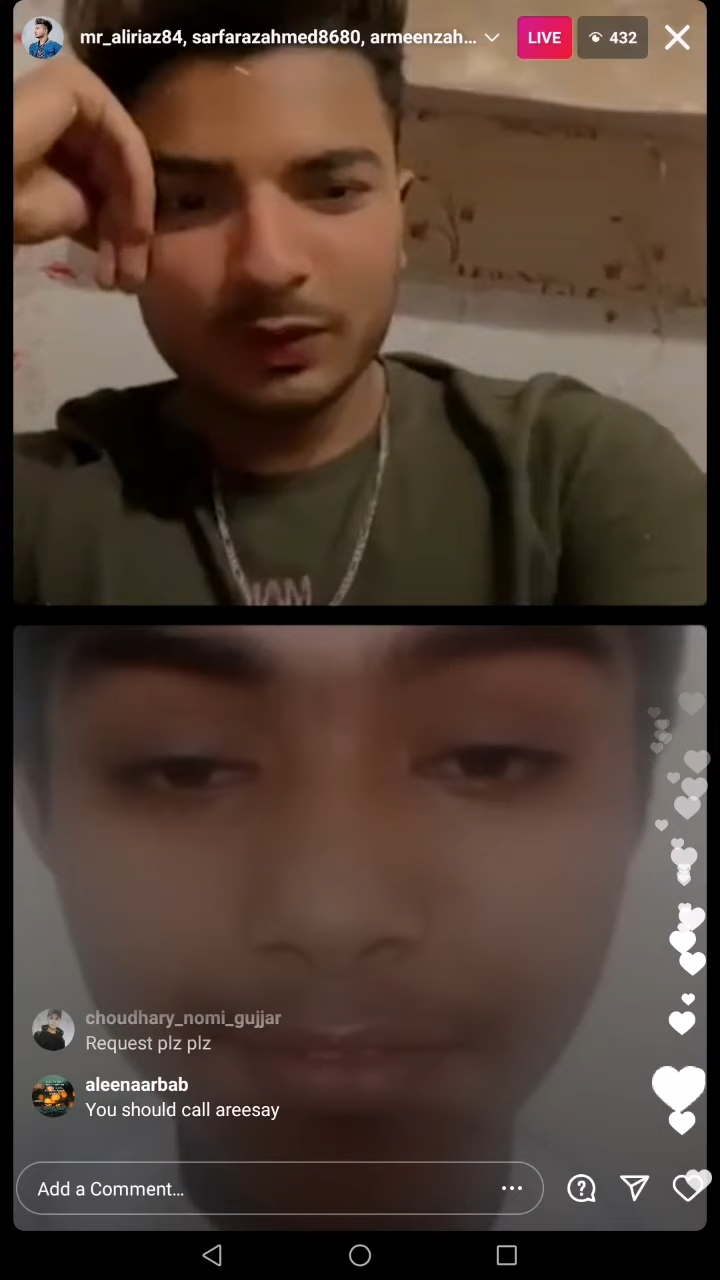 mr_aliriaz84, sarfarazahmed8680, armeenzah...
LIVE
432
choudhary_nomi_gujjar
Request plz plz
aleenaarbab
You should call areesay
Add a Comment...